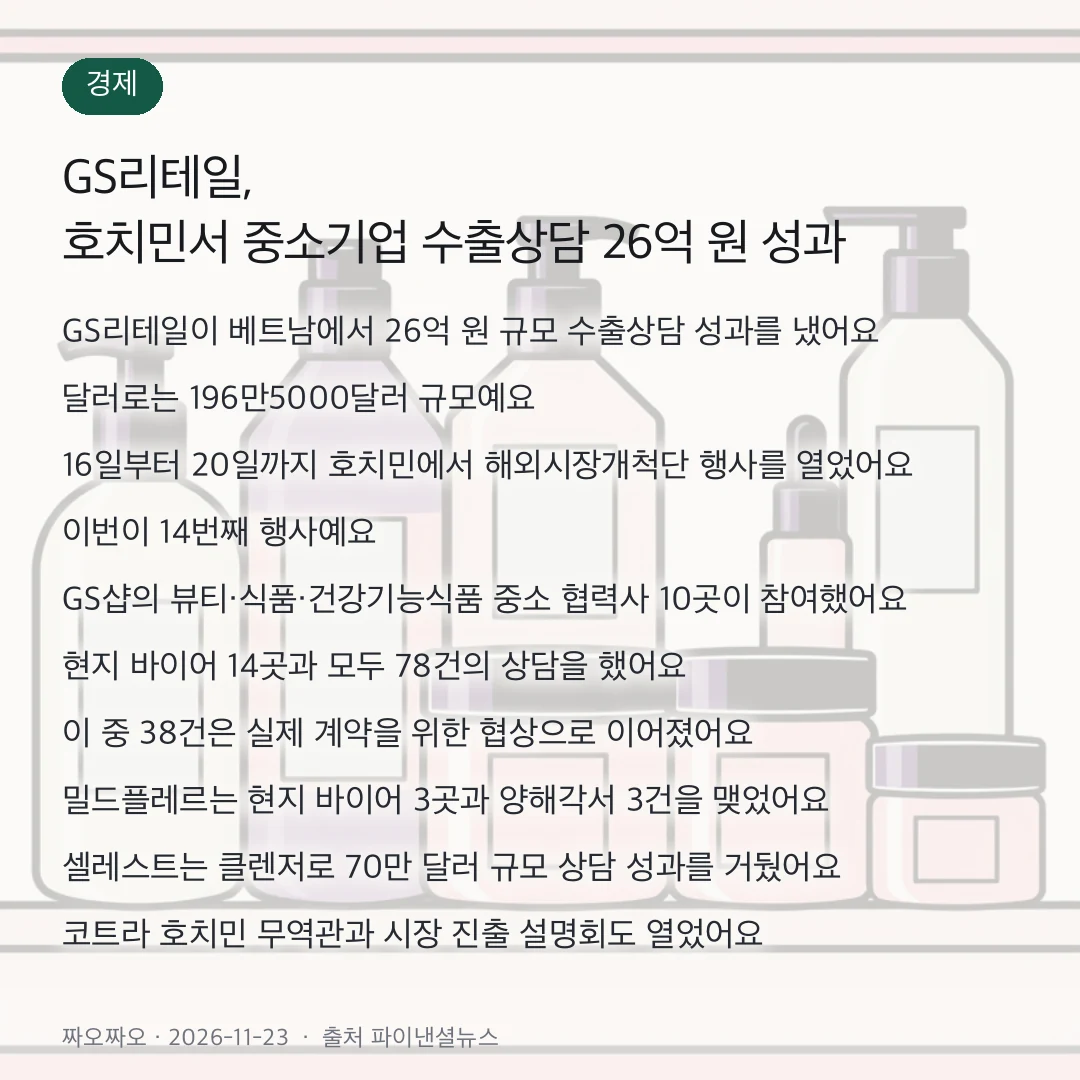 경제
GS리테일,
호치민서 중소기업 수출상담 26억 원 성과
GS리테일이 베트남에서 26억 원 규모 수출상담 성과를 냈어요
달러로는 196만5000달러 규모예요
16일부터 20일까지 호치민에서 해외시장개척단 행사를 열었어요
이번이 14번째 행사예요
GS샵의 뷰티·식품·건강기능식품 중소 협력사 10곳이 참여했어요
현지 바이어 14곳과 모두 78건의 상담을 했어요
이 중 38건은 실제 계약을 위한 협상으로 이어졌어요
밀드플레르는 현지 바이어 3곳과 양해각서 3건을 맺었어요
셀레스트는 클렌저로 70만 달러 규모 상담 성과를 거뒀어요
코트라 호치민 무역관과 시장 진출 설명회도 열었어요
짜오짜오 · 2026-11-23 · 출처 파이낸셜뉴스